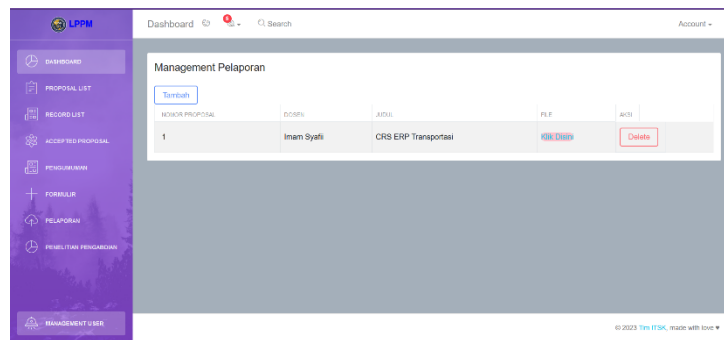 LPPM
Dashboard
Search
Account
DASHBOARD
PROPOSAL LIST
RECORD LIST
ACCEPTED PROPOSAL
PENGUMUMAN
FORMULIR
PELAPORAN
PENELITIAN PENGABDIAN
MANAGEMENT USER
Management Pelaporan
Tambah
NOMOR PROPOSAL DOSEN JUDUL FILE AKSI
1 Imam Syafii CRS ERP Transportasi Klik Disini Delete
© 2023 Tim ITSK, made with love ♥